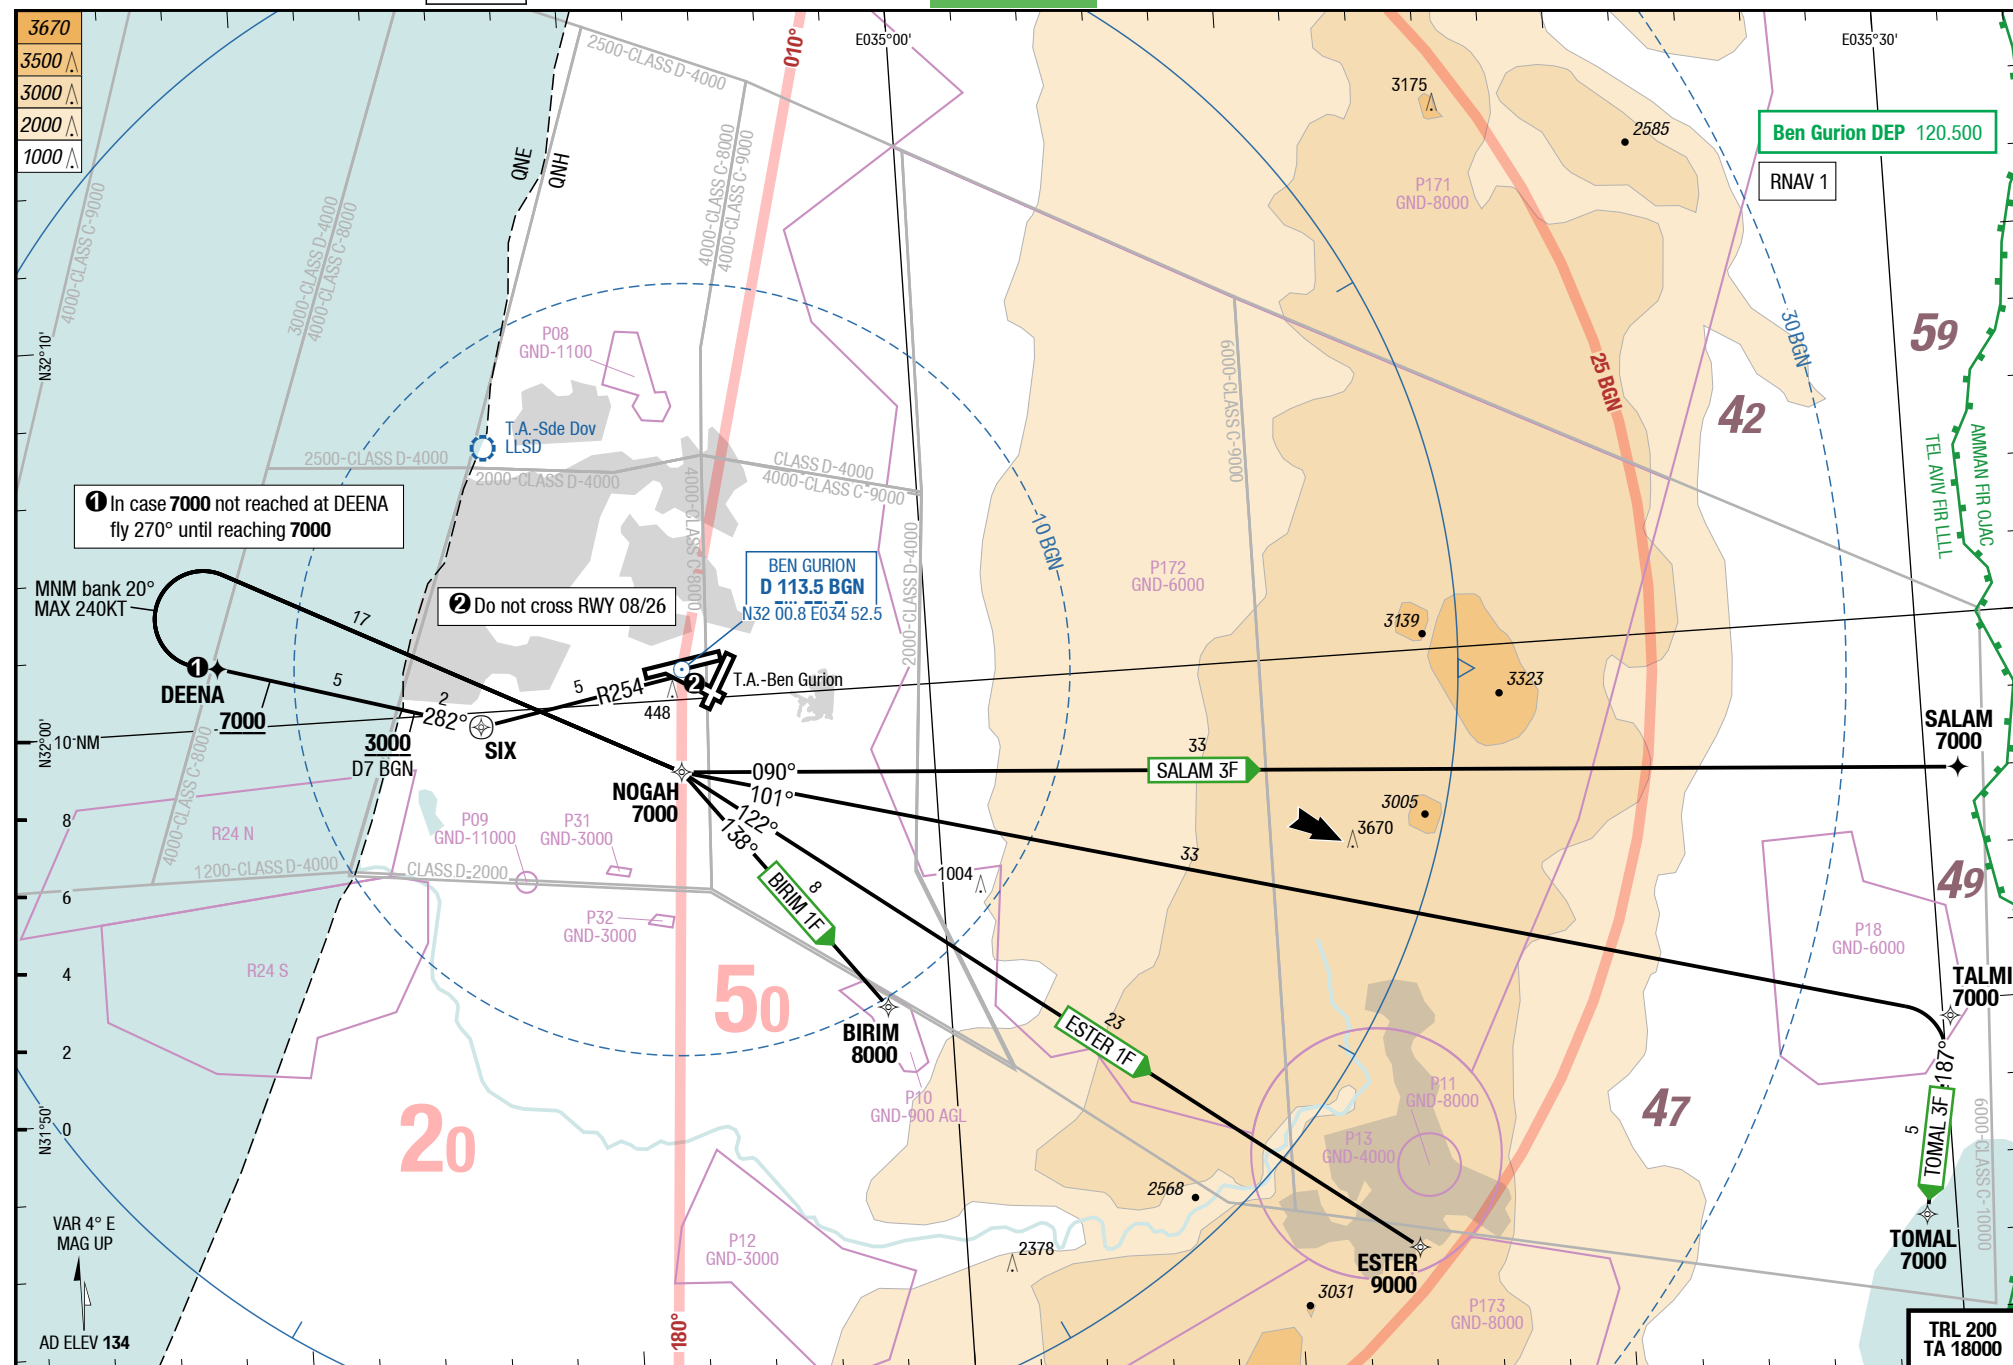 3670
3500
3000
2000
1000
2500-CLASS D-4000
010°
E035°00'
E035°30'
3175
2585
Ben Gurion DEP 120.500
RNAV 1
QNE
QNH
4000-CLASS C-9000
3000-CLASS D-4000
4000-CLASS C-8000
4000-CLASS C-8000
4000-CLASS C-9000
P171
GND-8000
N32°10'
P08
GND-1100
6000-CLASS C-9000
25 BGN
30 BGN
59
42
T.A.-Sde Dov
LLSD
2500-CLASS D-4000
2000-CLASS D-4000
CLASS D-4000
4000-CLASS C-9000
4000-CLASS C-8000
2000-CLASS D-4000
AMMAN FIR OJAC
TEL AVIV FIR LLLL
1 In case 7000 not reached at DEENA
fly 270° until reaching 7000
10 BGN
BEN GURION
D 113.5 BGN
N32 00.8 E034 52.5
P172
GND-6000
MNM bank 20°
MAX 240KT
17
2 Do not cross RWY 08/26
3139
3323
1
DEENA
5
7000
2
282°
SIX
5
R254
2
448
T.A.-Ben Gurion
3000
D7 BGN
N32°00'
10 NM
4000-CLASS C-8000
NOGAH
7000
090°
101°
122°
138°
33
SALAM 3F
SALAM
7000
3005
3670
33
8
R24 N
P09
GND-11000
P31
GND-3000
1200-CLASS D-4000
CLASS D-2000
1004
6
P32
GND-3000
8
BIRIM 1F
49
P18
GND-6000
4
R24 S
50
TALMI
7000
BIRIM
8000
23
ESTER 1F
187°
2
P10
GND-900 AGL
P11
GND-8000
47
5
TOMAL 3F
N31°50'
0
20
P13
GND-4000
6000-CLASS C-10000
2568
VAR 4° E
MAG UP
P12
GND-3000
2378
TOMAL
7000
ESTER
9000
3031
P173
GND-8000
AD ELEV 134
180°
TRL 200
TA 18000